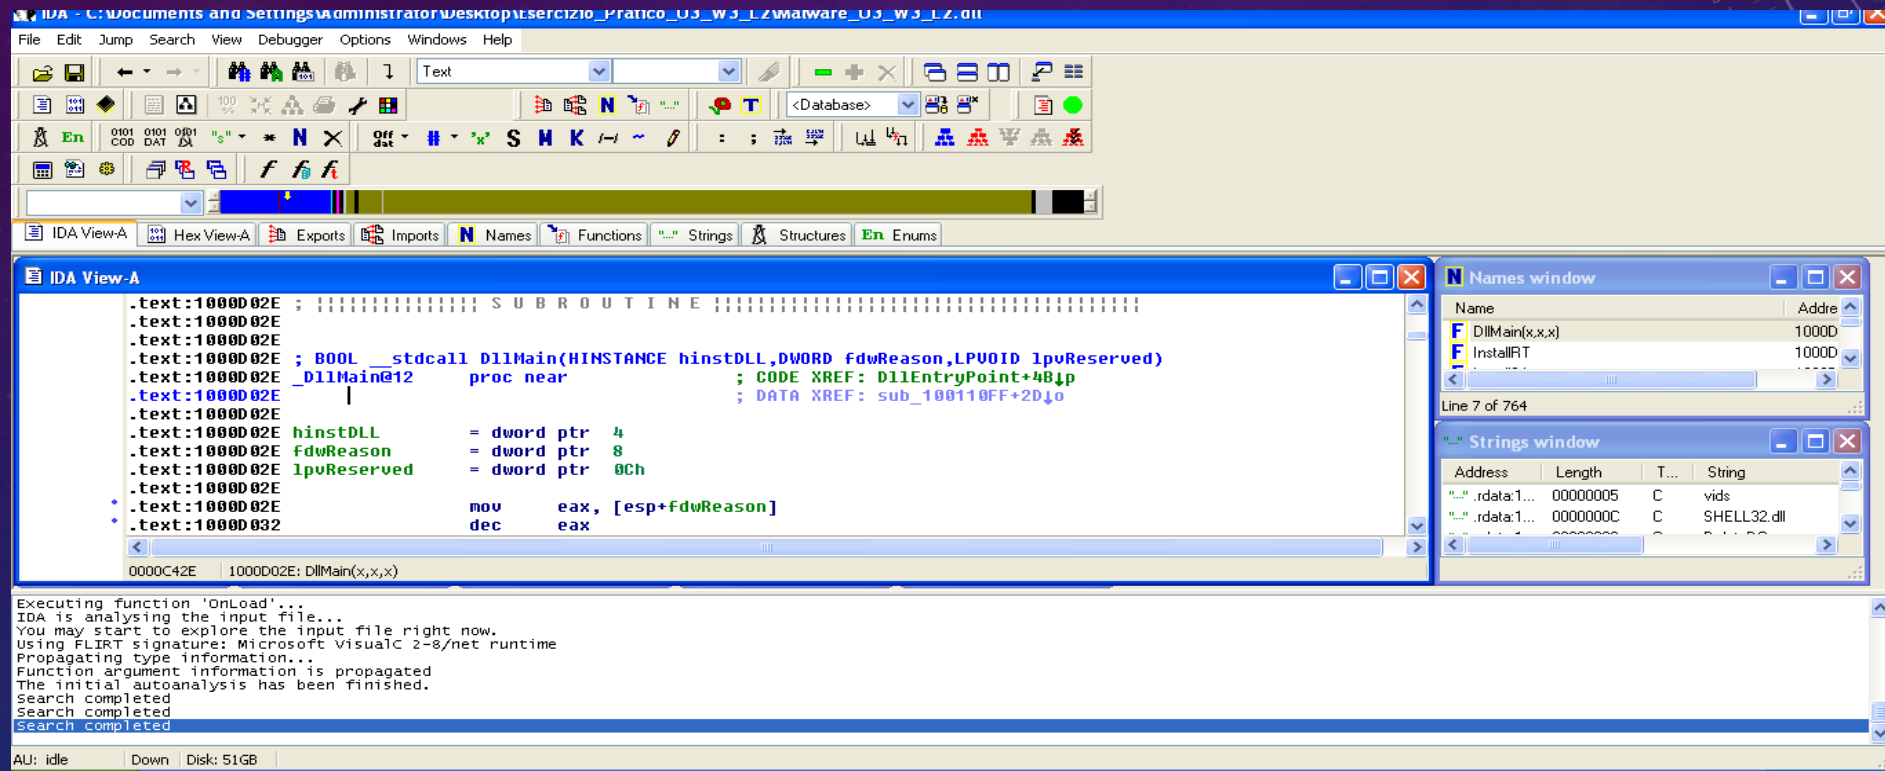 IDA - C:\Documents and Settings\Administrator\Desktop\Esercizio_Pratico_U3_W3_L2\Malware_U3_W3_L2.dll
File Edit Jump Search View Debugger Options Windows Help
Text
<Database>
En
Off dat
IDA View-A Hex View-A Exports Imports N Names Functions "..." Strings Structures En Enums
IDA View-A
.text:1000D02E ; ¦¦¦¦¦¦¦¦¦¦¦¦¦¦¦ S U B R O U T I N E ¦¦¦¦¦¦¦¦¦¦¦¦¦¦¦¦¦¦¦¦¦¦¦¦¦¦¦¦¦¦¦¦¦¦¦¦¦¦¦
.text:1000D02E
.text:1000D02E
.text:1000D02E ; BOOL __stdcall DllMain(HINSTANCE hinstDLL,DWORD fdwReason,LPVOID lpvReserved)
.text:1000D02E _DllMain@12 proc near ; CODE XREF: DllEntryPoint+4B↓p
.text:1000D02E ; DATA XREF: sub_100110FF+2D↓o
.text:1000D02E
.text:1000D02E hinstDLL = dword ptr 4
.text:1000D02E fdwReason = dword ptr 8
.text:1000D02E lpvReserved = dword ptr 0Ch
.text:1000D02E
.text:1000D02E mov eax, [esp+fdwReason]
.text:1000D032 dec eax
0000C42E 1000D02E: DllMain(x,x,x)
Names window
Name Addre
F DllMain(x,x,x) 1000D
F InstallRT 1000D
Line 7 of 764
Strings window
Address Length T... String
"..." .rdata:1... 00000005 C vids
"..." .rdata:1... 0000000C C SHELL32.dll
Executing function 'OnLoad'...
IDA is analysing the input file...
You may start to explore the input file right now.
Using FLIRT signature: Microsoft VisualC 2-8/net runtime
Propagating type information...
Function argument information is propagated
The initial autoanalysis has been finished.
Search completed
Search completed
Search completed
AU: idle Down Disk: 51GB